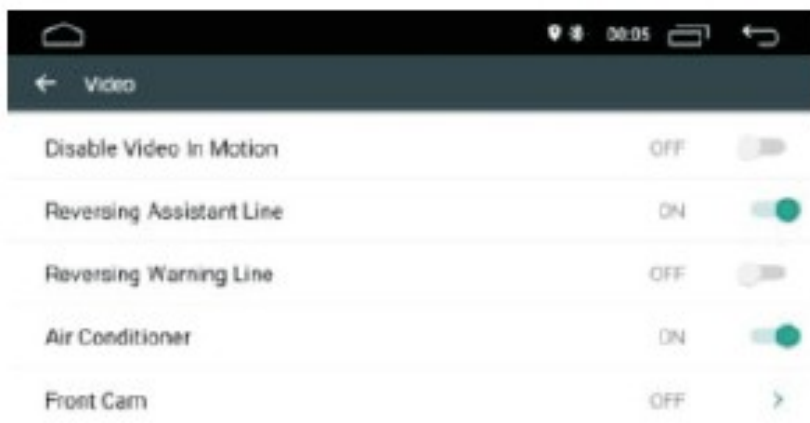 00:05
Video
Disable Video In Motion OFF
Reversing Assistant Line ON
Reversing Warning Line OFF
Air Conditioner ON
Front Cam OFF